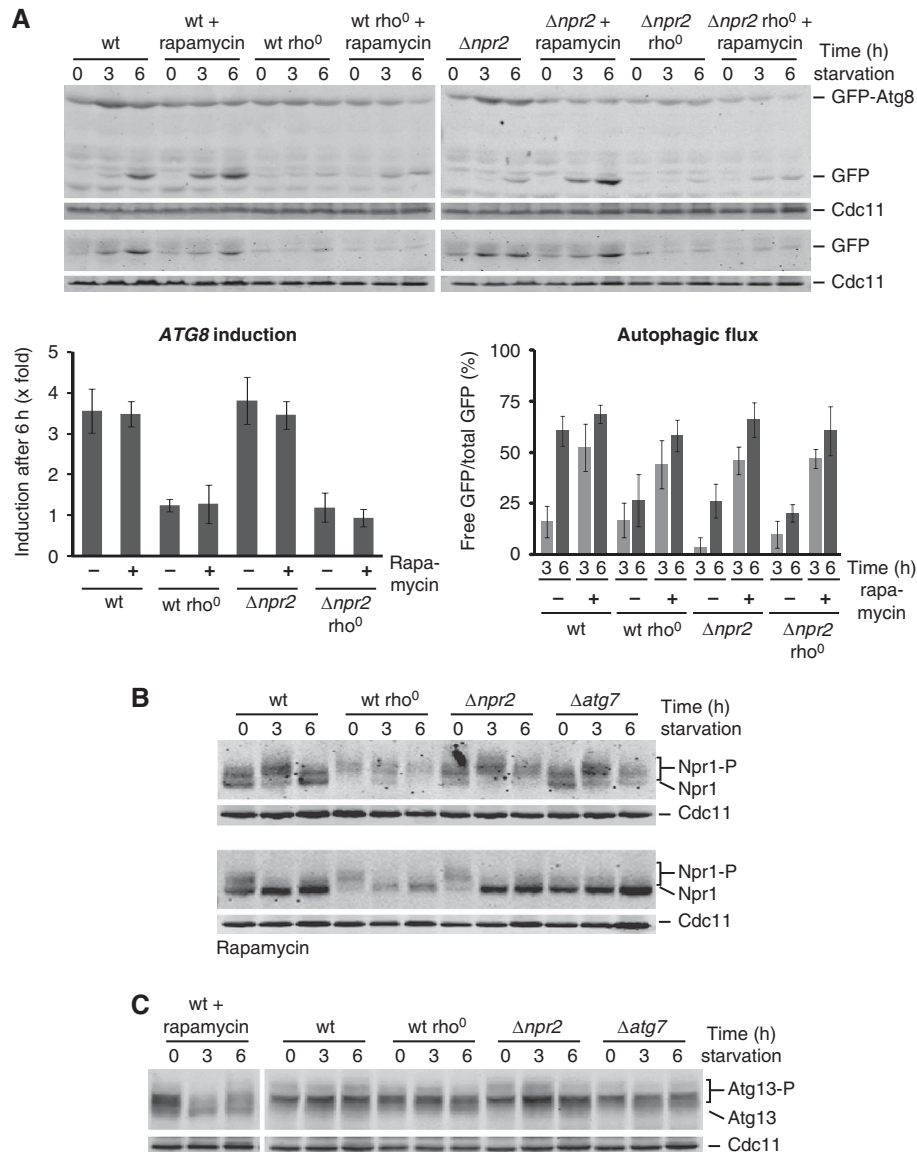 A
wt
wt + rapamycin
wt rho⁰
wt rho⁰ + rapamycin
Δnpr2
Δnpr2 + rapamycin
Δnpr2 rho⁰
Δnpr2 rho⁰ + rapamycin
Time (h) starvation
0 3 6 0 3 6 0 3 6 0 3 6 0 3 6 0 3 6 0 3 6 0 3 6
GFP-Atg8
GFP
Cdc11
GFP
Cdc11
ATG8 induction
Induction after 6 h (x fold)
5
4
3
2
1
0
– + – + – + – +
Rapa-
mycin
wt
wt rho⁰
Δnpr2
Δnpr2 rho⁰
Autophagic flux
Free GFP/total GFP (%)
100
75
50
25
0
3 6 3 6 3 6 3 6 3 6 3 6 3 6 3 6
Time (h)
– + – + – + – +
rapa-
mycin
wt
wt rho⁰
Δnpr2
Δnpr2 rho⁰
B
wt
wt rho⁰
Δnpr2
Δatg7
Time (h)
starvation
0 3 6 0 3 6 0 3 6 0 3 6
Npr1-P
Npr1
Cdc11
Npr1-P
Npr1
Cdc11
Rapamycin
C
wt +
rapamycin
wt
wt rho⁰
Δnpr2
Δatg7
Time (h)
starvation
0 3 6 0 3 6 0 3 6 0 3 6 0 3 6
Atg13-P
Atg13
Cdc11